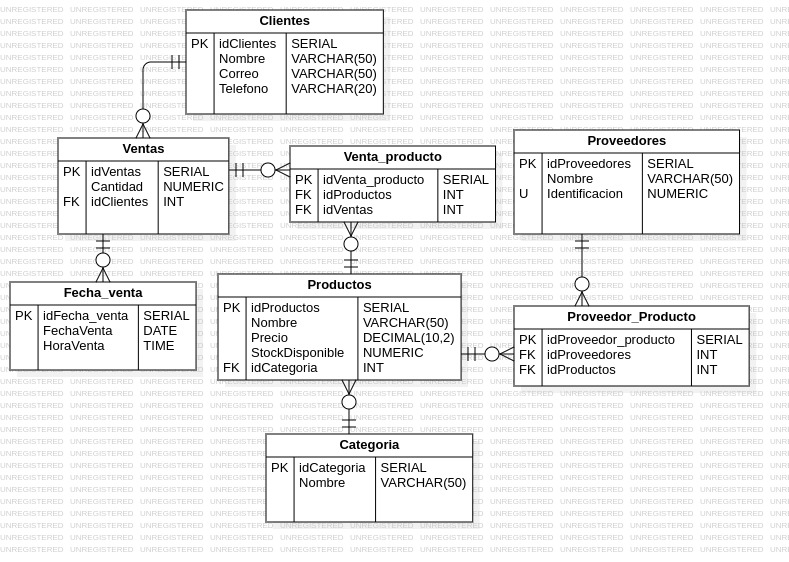 Clientes
PK idClientes SERIAL
Nombre VARCHAR(50)
Correo VARCHAR(50)
Telefono VARCHAR(20)
Ventas
PK idVentas SERIAL
Cantidad NUMERIC
FK idClientes INT
Venta_producto
PK idVenta_producto SERIAL
FK idProductos INT
FK idVentas INT
Proveedores
PK idProveedores SERIAL
Nombre VARCHAR(50)
U Identificacion NUMERIC
Fecha_venta
PK idFecha_venta SERIAL
FechaVenta DATE
HoraVenta TIME
Productos
PK idProductos SERIAL
Nombre VARCHAR(50)
Precio DECIMAL(10,2)
StockDisponible NUMERIC
FK idCategoria INT
Proveedor_Producto
PK idProveedor_producto SERIAL
FK idProveedores INT
FK idProductos INT
Categoria
PK idCategoria SERIAL
Nombre VARCHAR(50)
UNREGISTERED